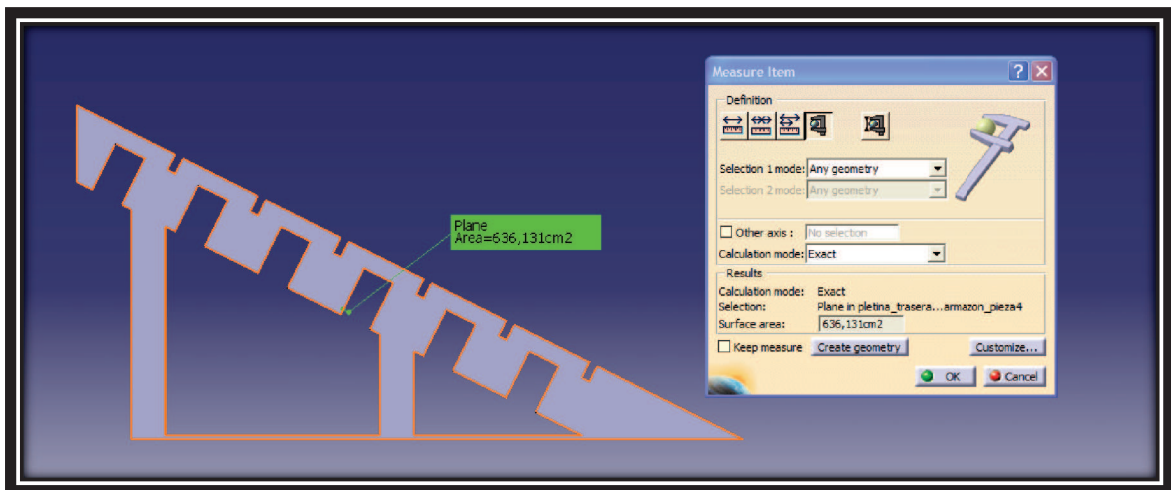 Plane
Area=636,131cm2
Measure Item
Definition
Selection 1 mode: Any geometry
Selection 2 mode: Any geometry
Other axis : No selection
Calculation mode: Exact
Results
Calculation mode: Exact
Selection: Plane in pletina_trasera...armazon_pieza4
Surface area: 636,131cm2
Keep measure Create geometry Customize...
OK Cancel